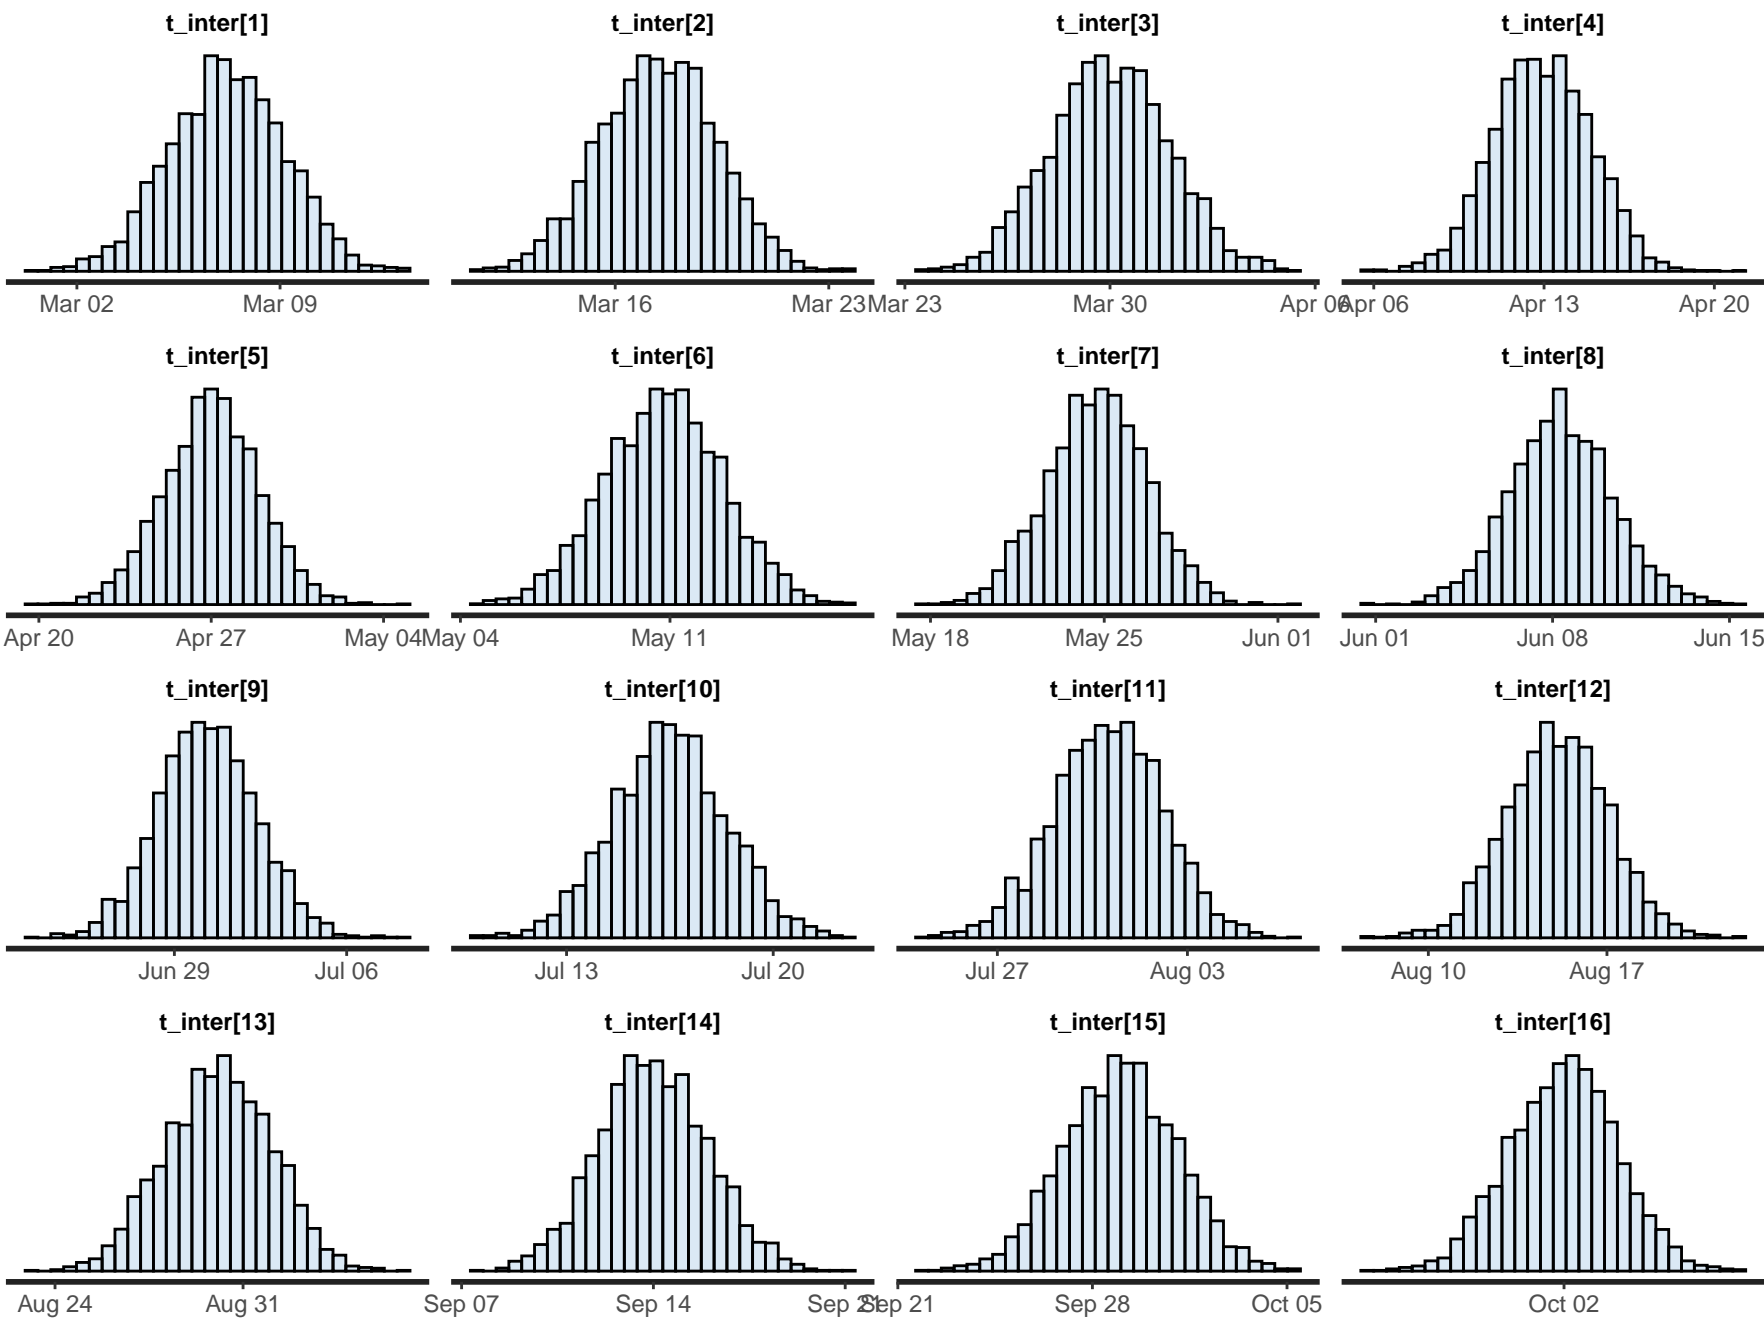 t_inter[1] t_inter[2] t_inter[3] t_inter[4]
Mar 02 Mar 09 Mar 16 Mar 23 Mar 23 Mar 30 Apr 06 Apr 06 Apr 13 Apr 20
t_inter[5] t_inter[6] t_inter[7] t_inter[8]
Apr 20 Apr 27 May 04 May 04 May 11 May 18 May 25 Jun 01 Jun 01 Jun 08 Jun 15
t_inter[9] t_inter[10] t_inter[11] t_inter[12]
Jun 29 Jul 06 Jul 13 Jul 20 Jul 27 Aug 03 Aug 10 Aug 17
t_inter[13] t_inter[14] t_inter[15] t_inter[16]
Aug 24 Aug 31 Sep 07 Sep 14 Sep 21 Sep 21 Sep 28 Oct 05 Oct 02